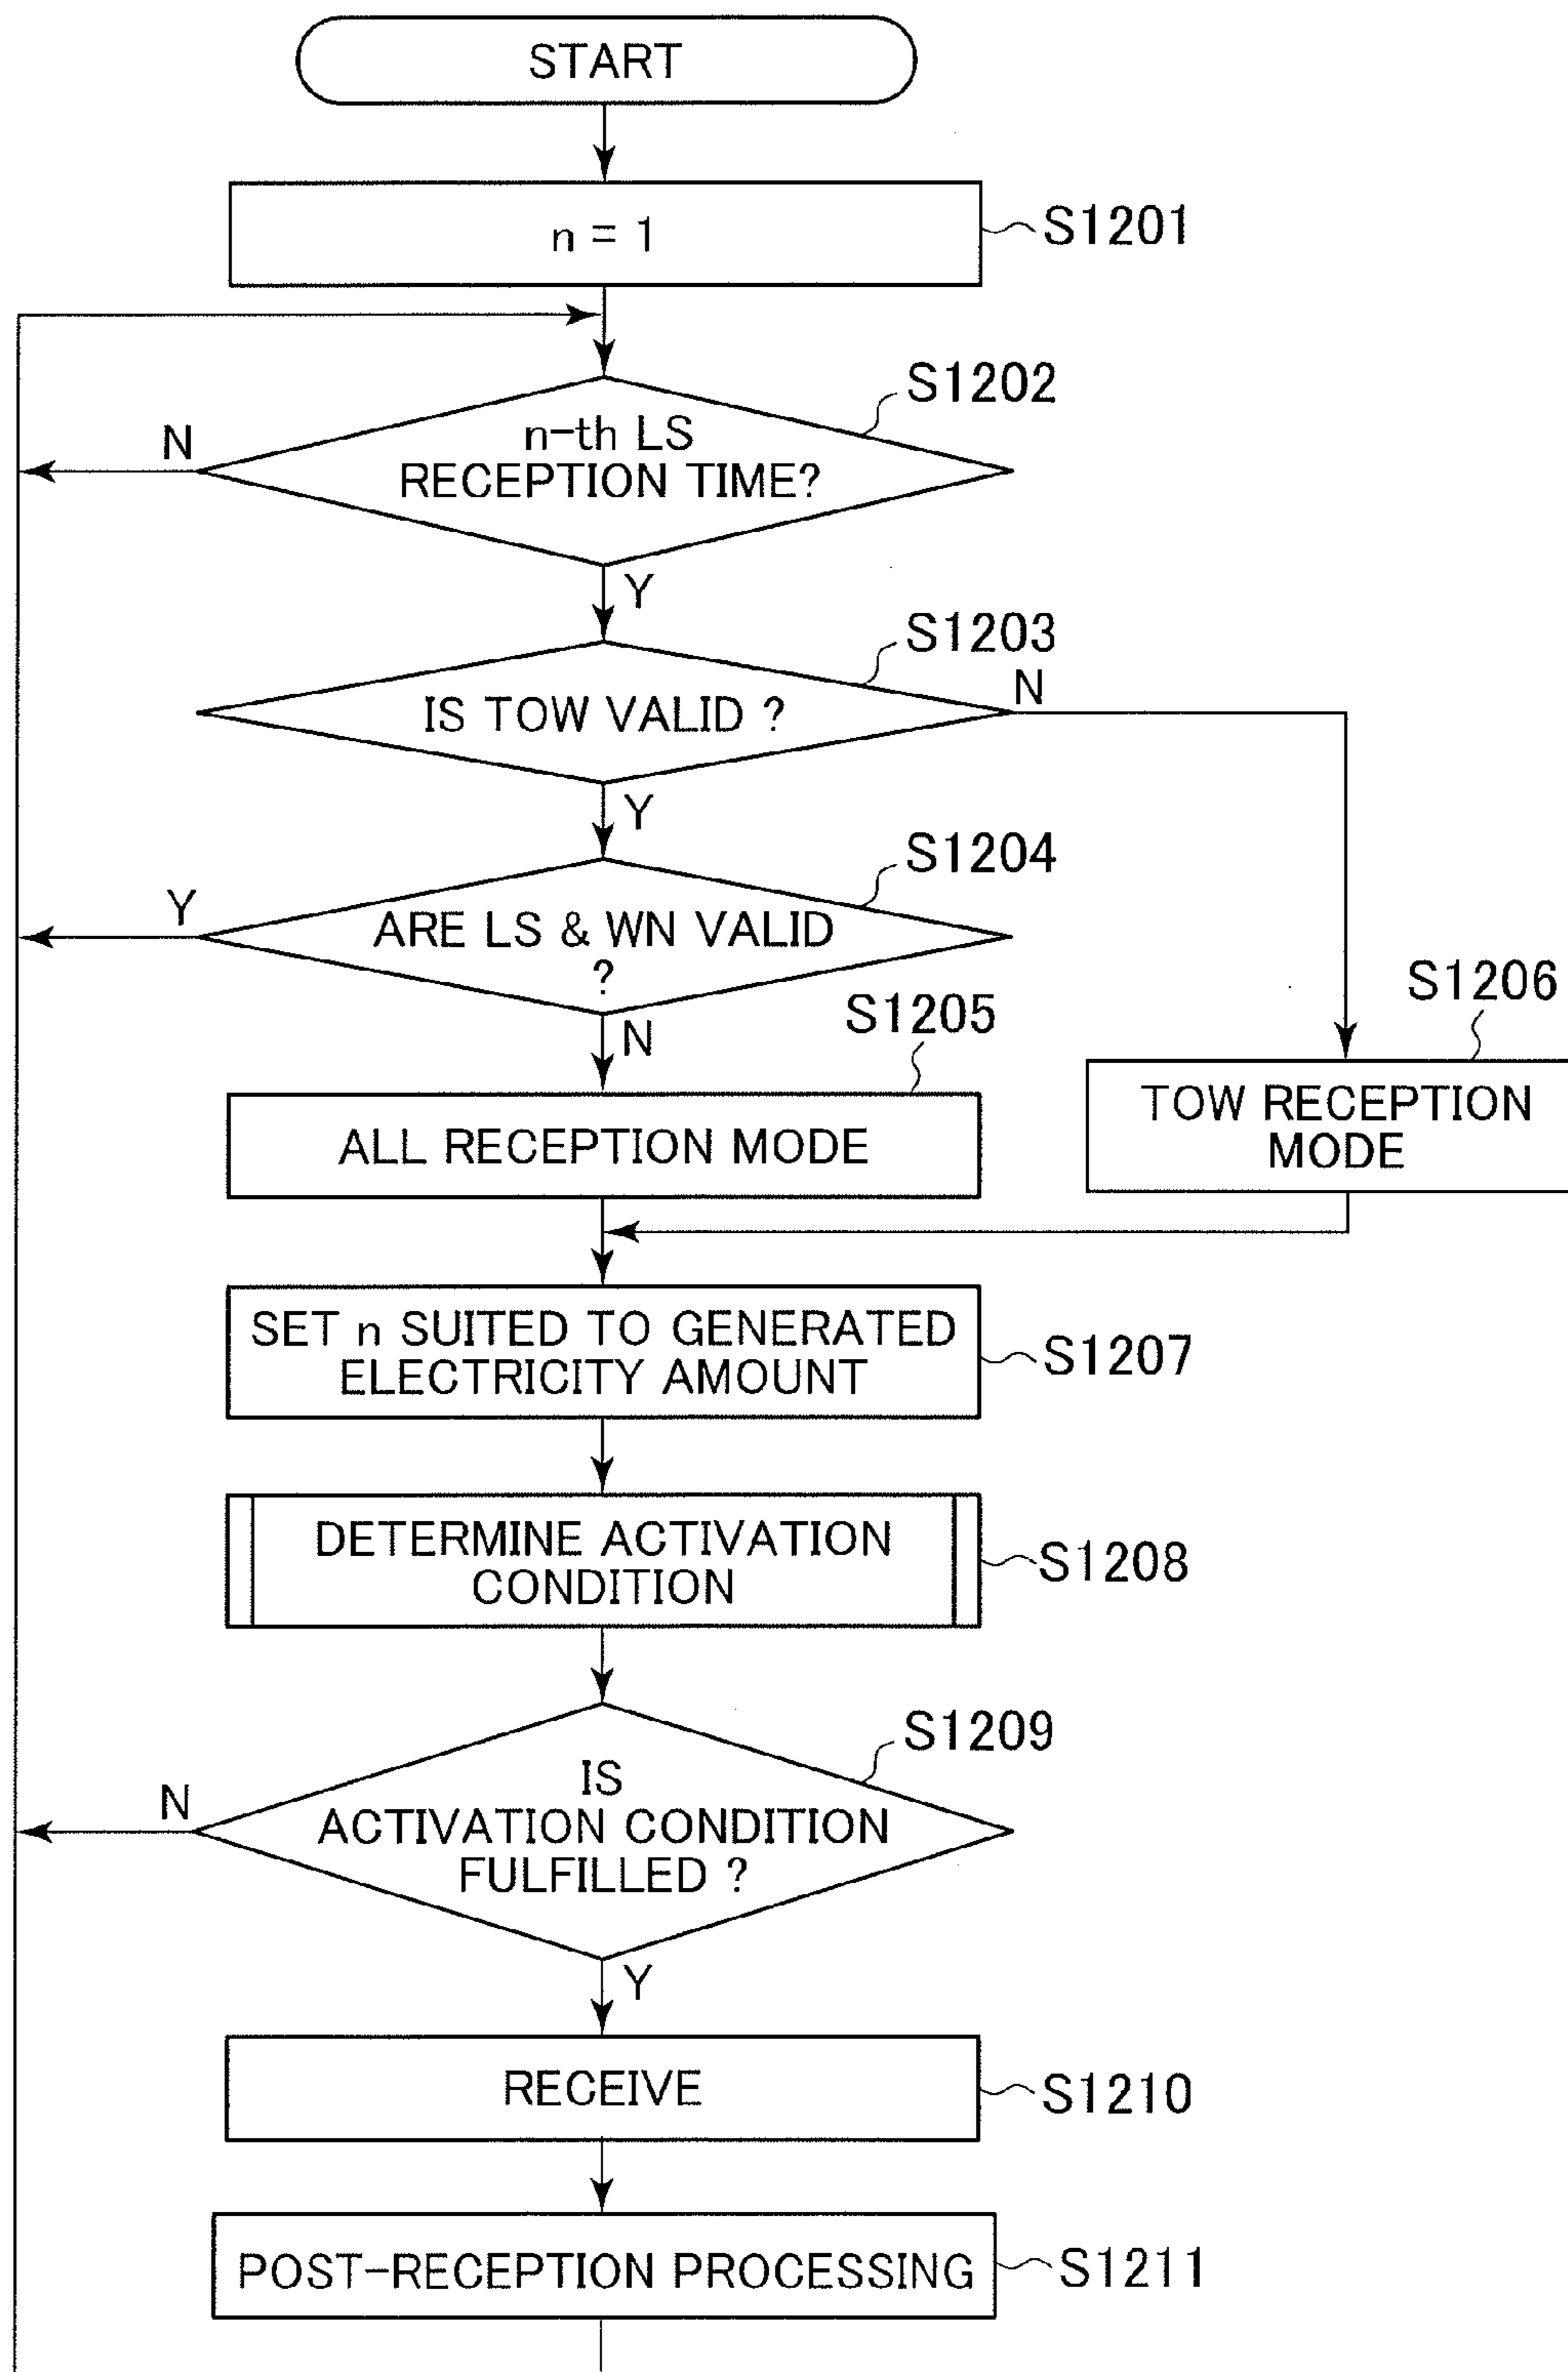 START
n = 1
S1201
S1202
n-th LS
RECEPTION TIME?
N
Y
S1203
IS TOW VALID ?
N
Y
S1204
ARE LS & WN VALID
?
Y
N
S1205
ALL RECEPTION MODE
S1206
TOW RECEPTION
MODE
SET n SUITED TO GENERATED
ELECTRICITY AMOUNT
S1207
DETERMINE ACTIVATION
CONDITION
S1208
S1209
IS
ACTIVATION CONDITION
FULFILLED ?
N
Y
RECEIVE
S1210
POST-RECEPTION PROCESSING
S1211